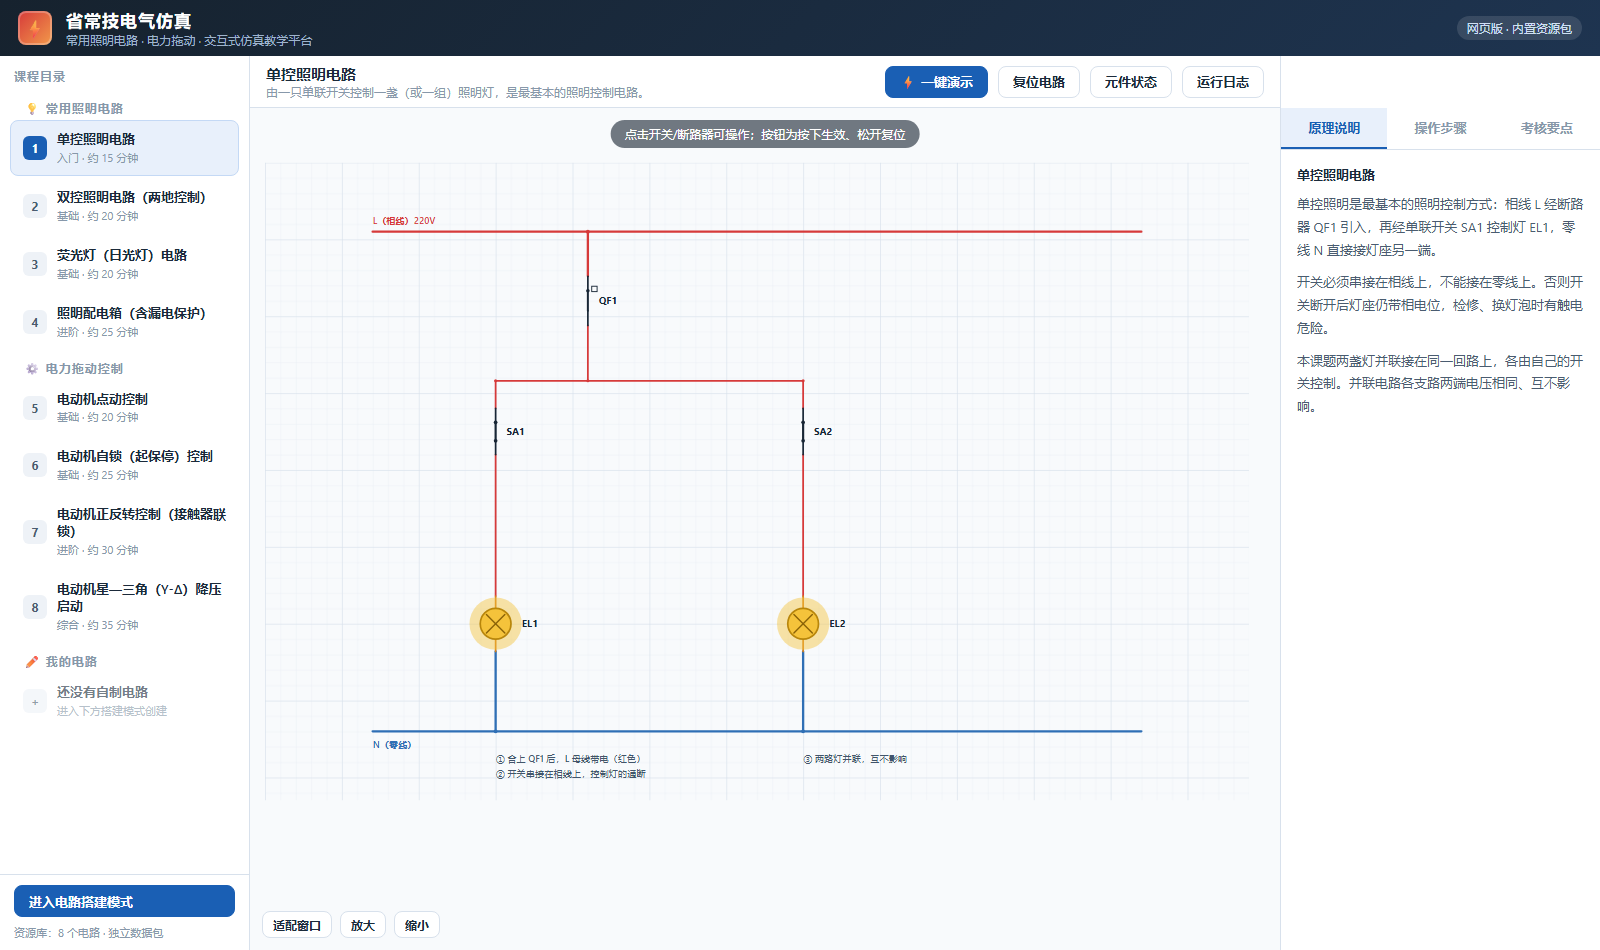 省常技电气仿真
常用照明电路 · 电力拖动 · 交互式仿真教学平台
网页版 · 内置资源包
课程目录
常用照明电路
1
单控照明电路
入门 · 约 15 分钟
2
双控照明电路（两地控制）
基础 · 约 20 分钟
3
荧光灯（日光灯）电路
基础 · 约 20 分钟
4
照明配电箱（含漏电保护）
进阶 · 约 25 分钟
电力拖动控制
5
电动机点动控制
基础 · 约 20 分钟
6
电动机自锁（起保停）控制
基础 · 约 25 分钟
7
电动机正反转控制（接触器联
锁）
进阶 · 约 30 分钟
8
电动机星—三角（Y-Δ）降压
启动
综合 · 约 35 分钟
我的电路
+
还没有自制电路
进入下方搭建模式创建
进入电路搭建模式
资源库：8 个电路 · 独立数据包
单控照明电路
由一只单联开关控制一盏（或一组）照明灯，是最基本的照明控制电路。
一键演示
复位电路
元件状态
运行日志
点击开关/断路器可操作；按钮为按下生效、松开复位
L（相线）220V
QF1
SA1
SA2
EL1
EL2
N（零线）
① 合上 QF1 后，L 母线带电（红色）
② 开关串接在相线上，控制灯的通断
③ 两路灯并联，互不影响
适配窗口
放大
缩小
原理说明
操作步骤
考核要点
单控照明电路
单控照明是最基本的照明控制方式：相线 L 经断路
器 QF1 引入，再经单联开关 SA1 控制灯 EL1，零
线 N 直接接灯座另一端。
开关必须串接在相线上，不能接在零线上。否则开
关断开后灯座仍带相电位，检修、换灯泡时有触电
危险。
本课题两盏灯并联接在同一回路上，各由自己的开
关控制。并联电路各支路两端电压相同、互不影
响。